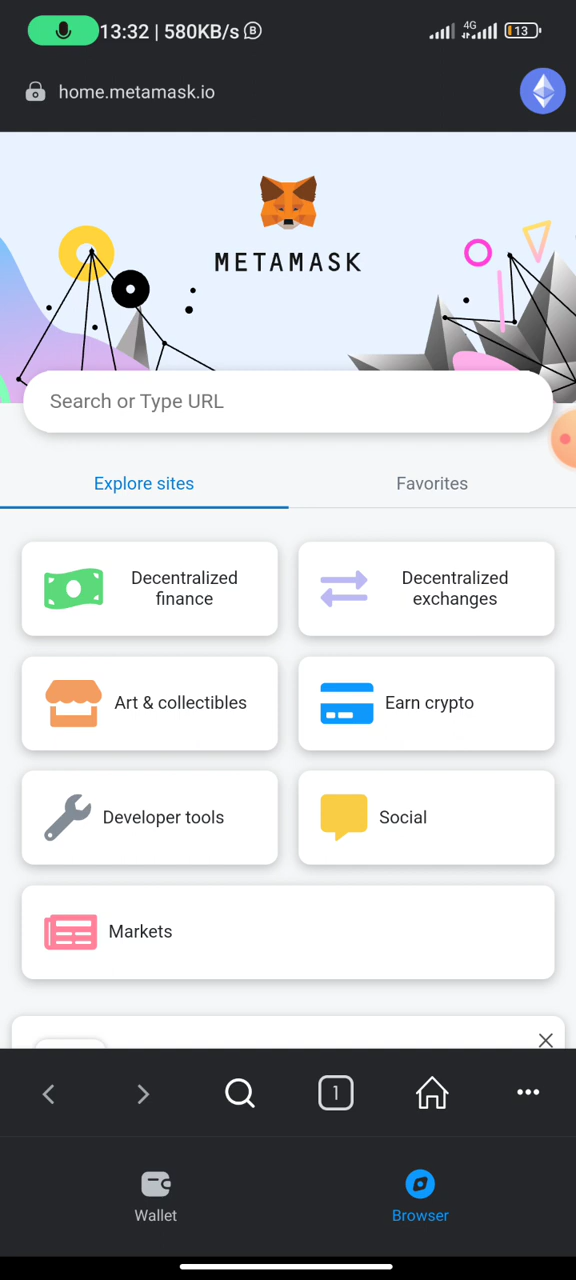 13:32 | 580KB/s
4G
13
home.metamask.io
METAMASK
Search or Type URL
Explore sites
Favorites
Decentralized
finance
Decentralized
exchanges
Art & collectibles
Earn crypto
Developer tools
Social
Markets
1
Wallet
Browser